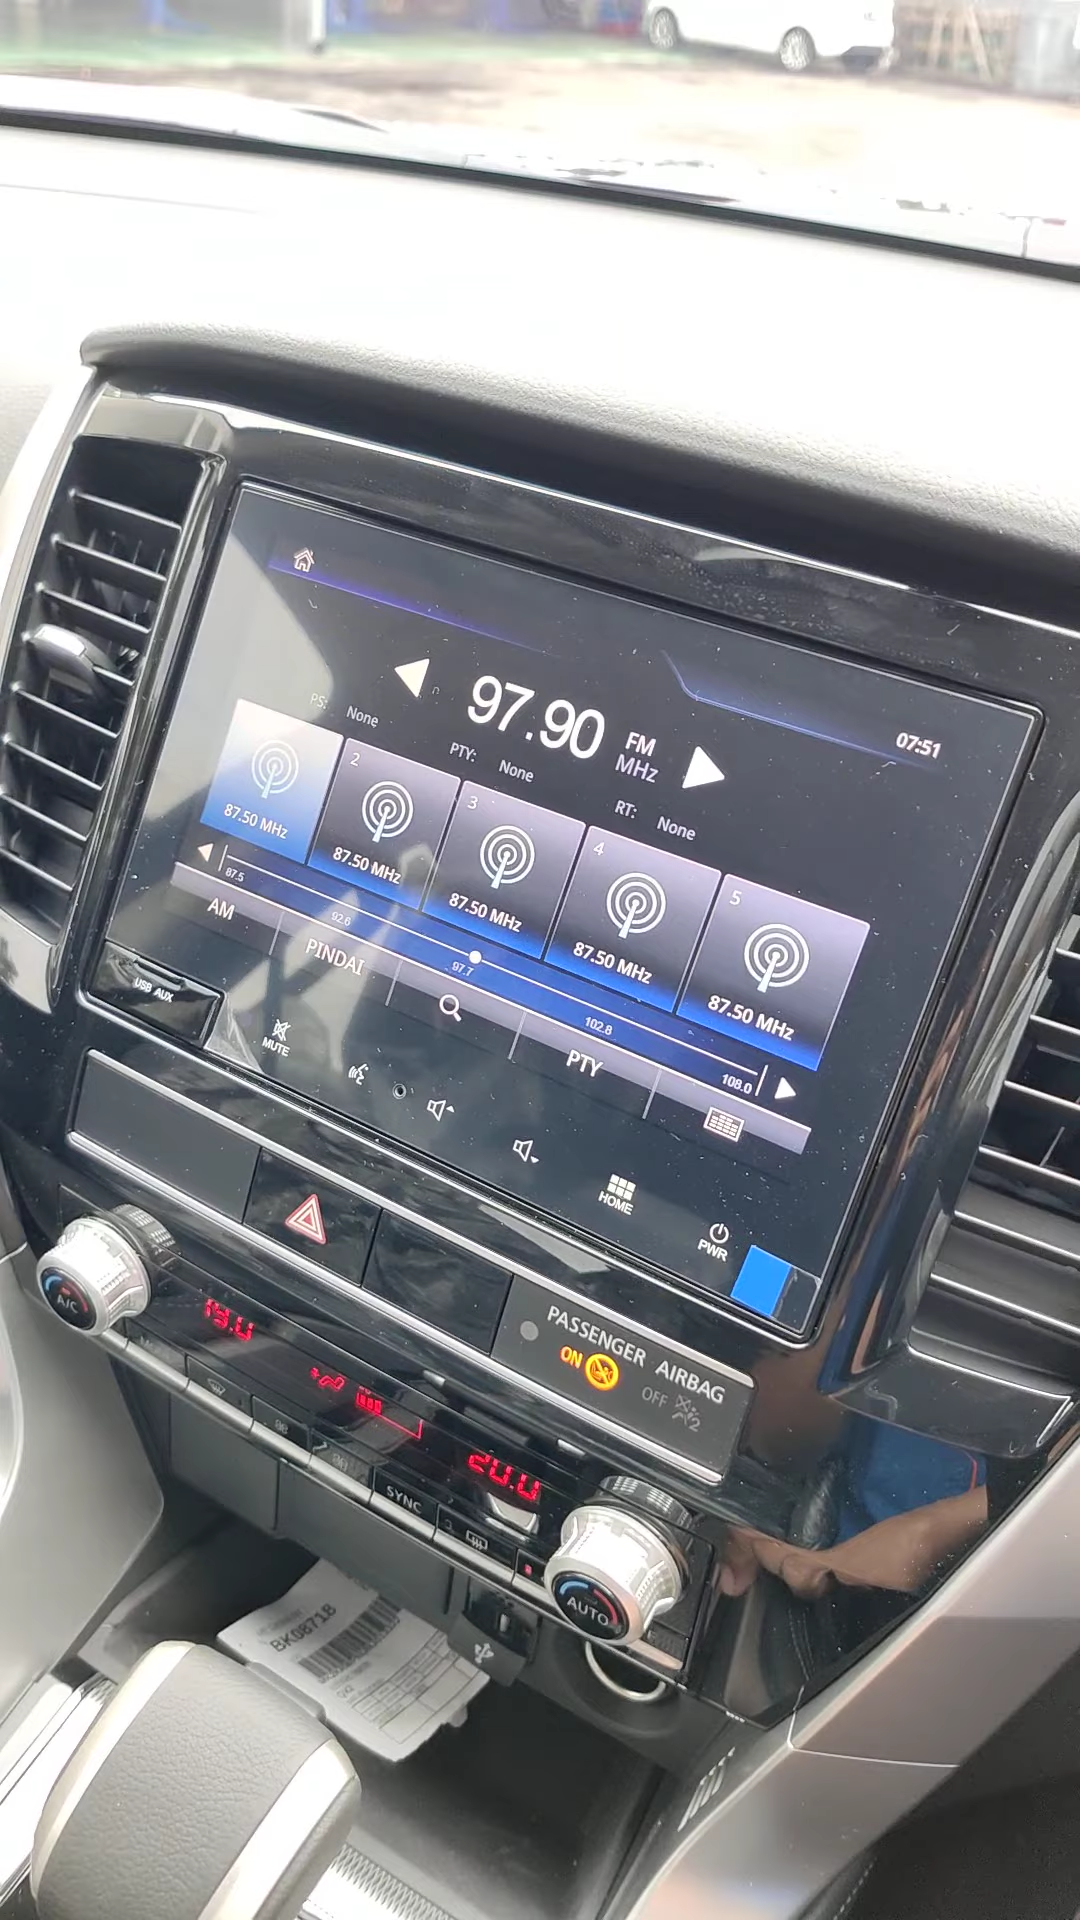 07:51
97.90
FM
MHz
PS: None
PTY: None
RT: None
87.50 MHz
2
87.50 MHz
3
87.50 MHz
4
87.50 MHz
5
87.50 MHz
87.5
92.6
97.7
102.8
108.0
AM
PINDAI
PTY
USB AUX
MUTE
HOME
PWR
PASSENGER AIRBAG
ON
OFF
2
A/C
19.0
20.0
SYNC
AUTO
BK08718